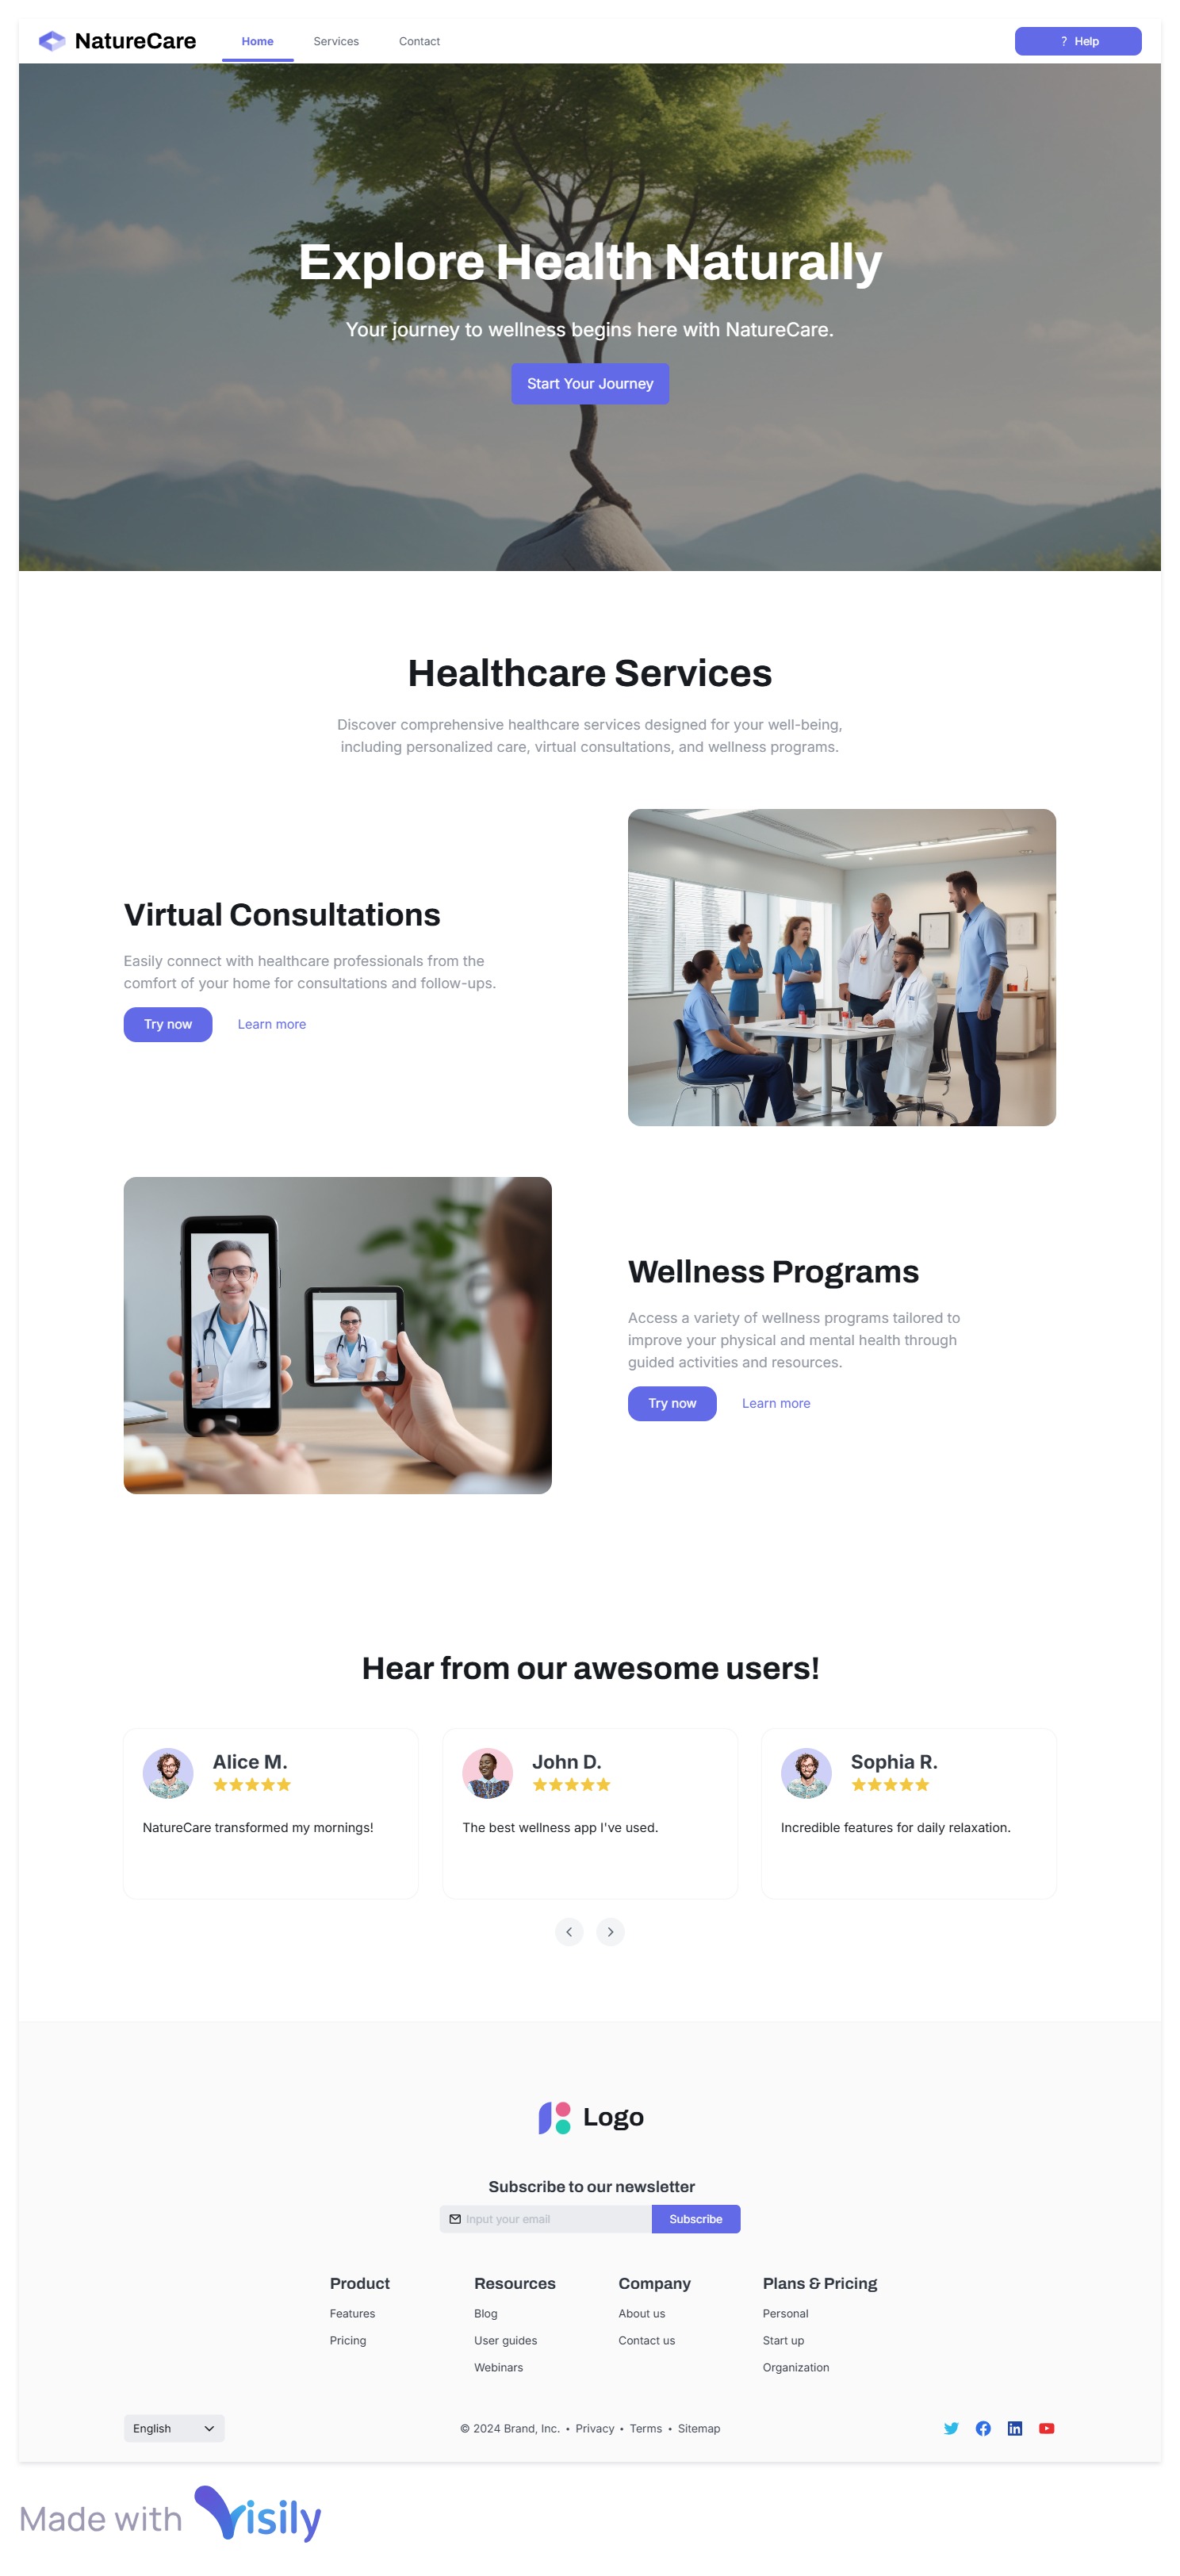 NatureCare
Home
Services
Contact
? Help
Explore Health Naturally
Your journey to wellness begins here with NatureCare.
Start Your Journey
Healthcare Services
Discover comprehensive healthcare services designed for your well-being,
including personalized care, virtual consultations, and wellness programs.
Virtual Consultations
Easily connect with healthcare professionals from the
comfort of your home for consultations and follow-ups.
Try now
Learn more
Wellness Programs
Access a variety of wellness programs tailored to
improve your physical and mental health through
guided activities and resources.
Try now
Learn more
Hear from our awesome users!
Alice M.
NatureCare transformed my mornings!
John D.
The best wellness app I've used.
Sophia R.
Incredible features for daily relaxation.
Logo
Subscribe to our newsletter
Input your email
Subscribe
Product
Features
Pricing
Resources
Blog
User guides
Webinars
Company
About us
Contact us
Plans & Pricing
Personal
Start up
Organization
English
© 2024 Brand, Inc. • Privacy • Terms • Sitemap
Made with Visily